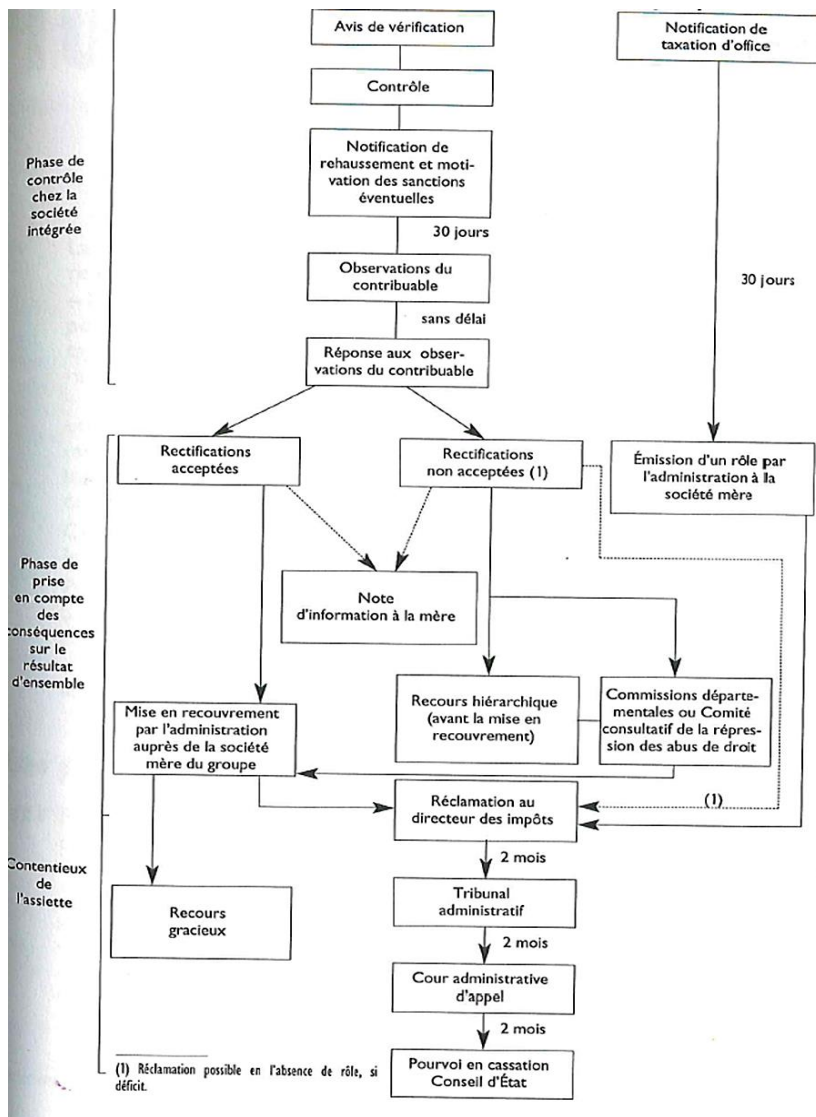 Avis de vérification
Notification de
taxation d'office
Contrôle
Phase de
contrôle
chez la
société
intégrée
Notification de
rehaussement et moti-
vation des sanctions
éventuelles
30 jours
Observations du
contribuable
30 jours
sans délai
Réponse aux obser-
vations du contribuable
Rectifications
acceptées
Rectifications
non acceptées (1)
Émission d'un rôle par
l'administration à la
société mère
Phase de
prise
en compte
des
conséquences
sur le
résultat
d'ensemble
Note
d'information à la mère
Mise en recouvrement
par l'administration
auprès de la société
mère du groupe
Recours hiérarchique
(avant la mise en
recouvrement)
Commissions départe-
mentales ou Comité
consultatif de la répres-
sion des abus de droit
(1)
Réclamation au
directeur des impôts
2 mois
Contentieux
de
l'assiette
Recours
gracieux
Tribunal
administratif
2 mois
Cour administrative
d'appel
2 mois
Pourvoi en cassation
Conseil d'État
(1) Réclamation possible en l'absence de rôle, si
déficit.